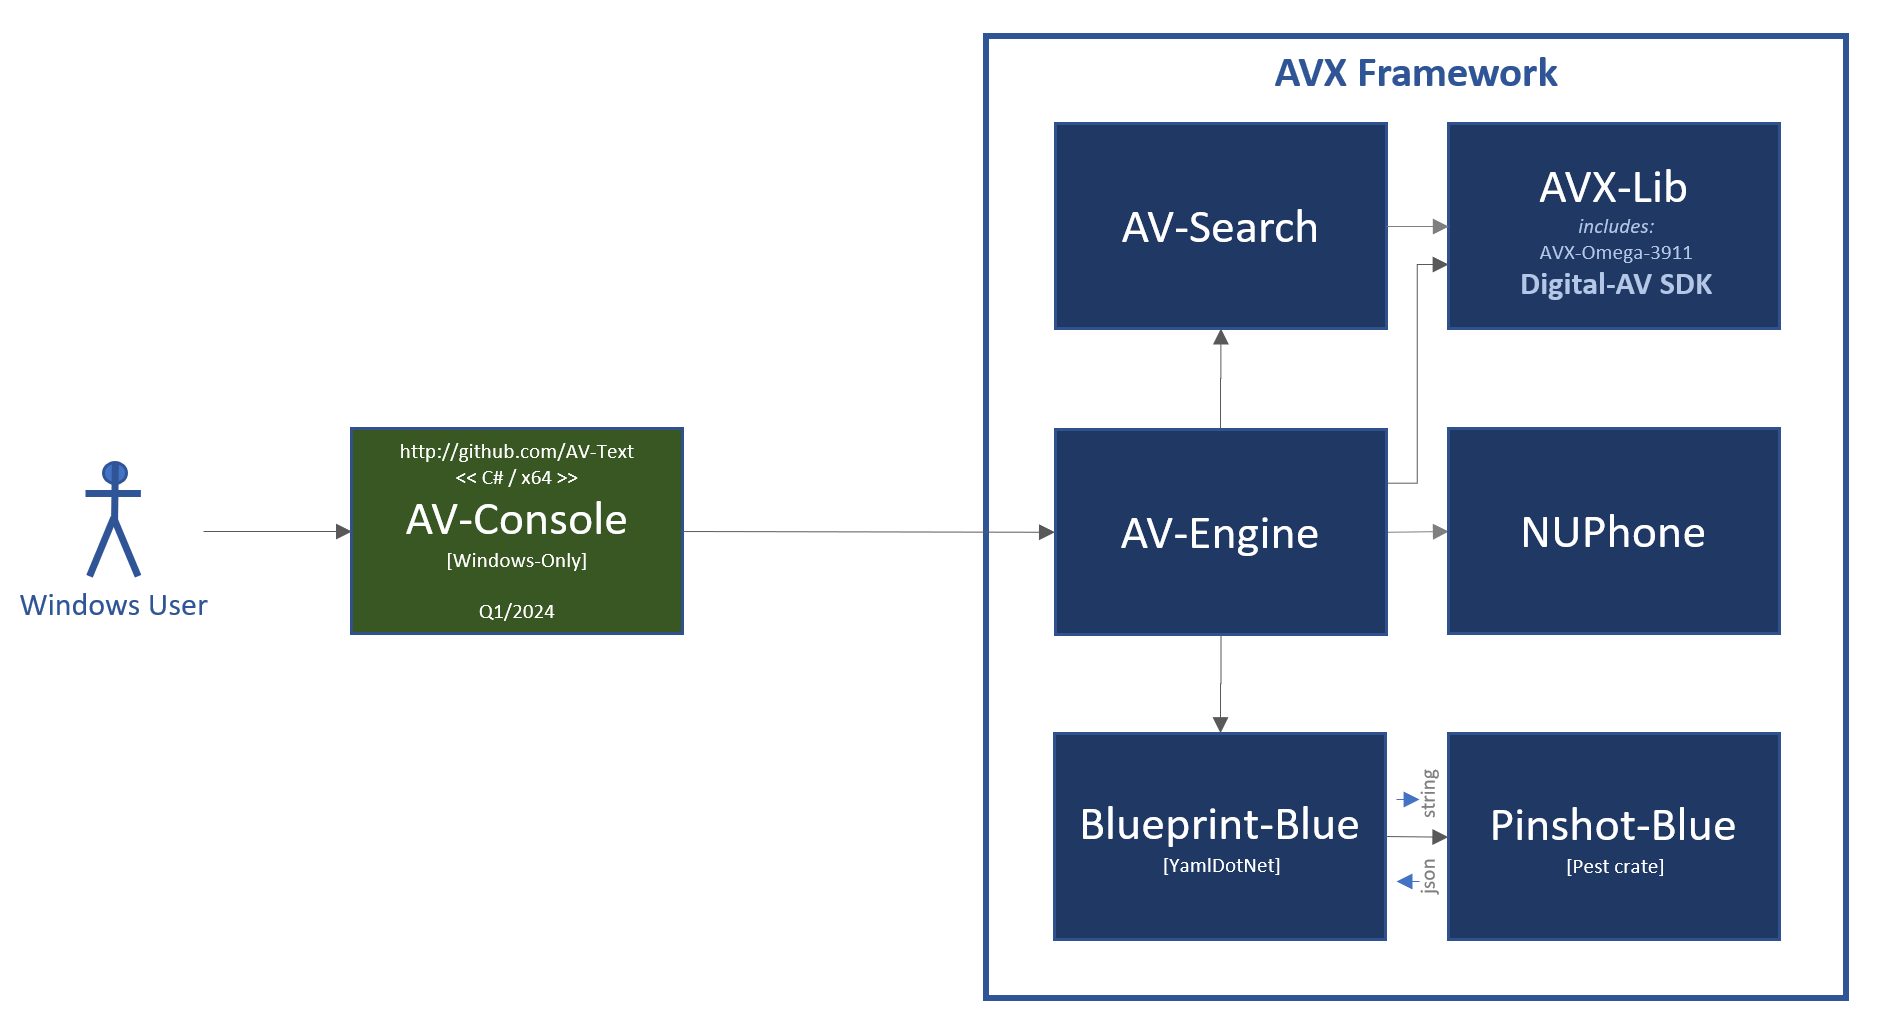 AVX Framework
AV-Search
AVX-Lib
includes:
AVX-Omega-3911
Digital-AV SDK
Windows User
http://github.com/AV-Text
<< C# / x64 >>
AV-Console
[Windows-Only]
Q1/2024
AV-Engine
NUPhone
Blueprint-Blue
[YamlDotNet]
string
json
Pinshot-Blue
[Pest crate]